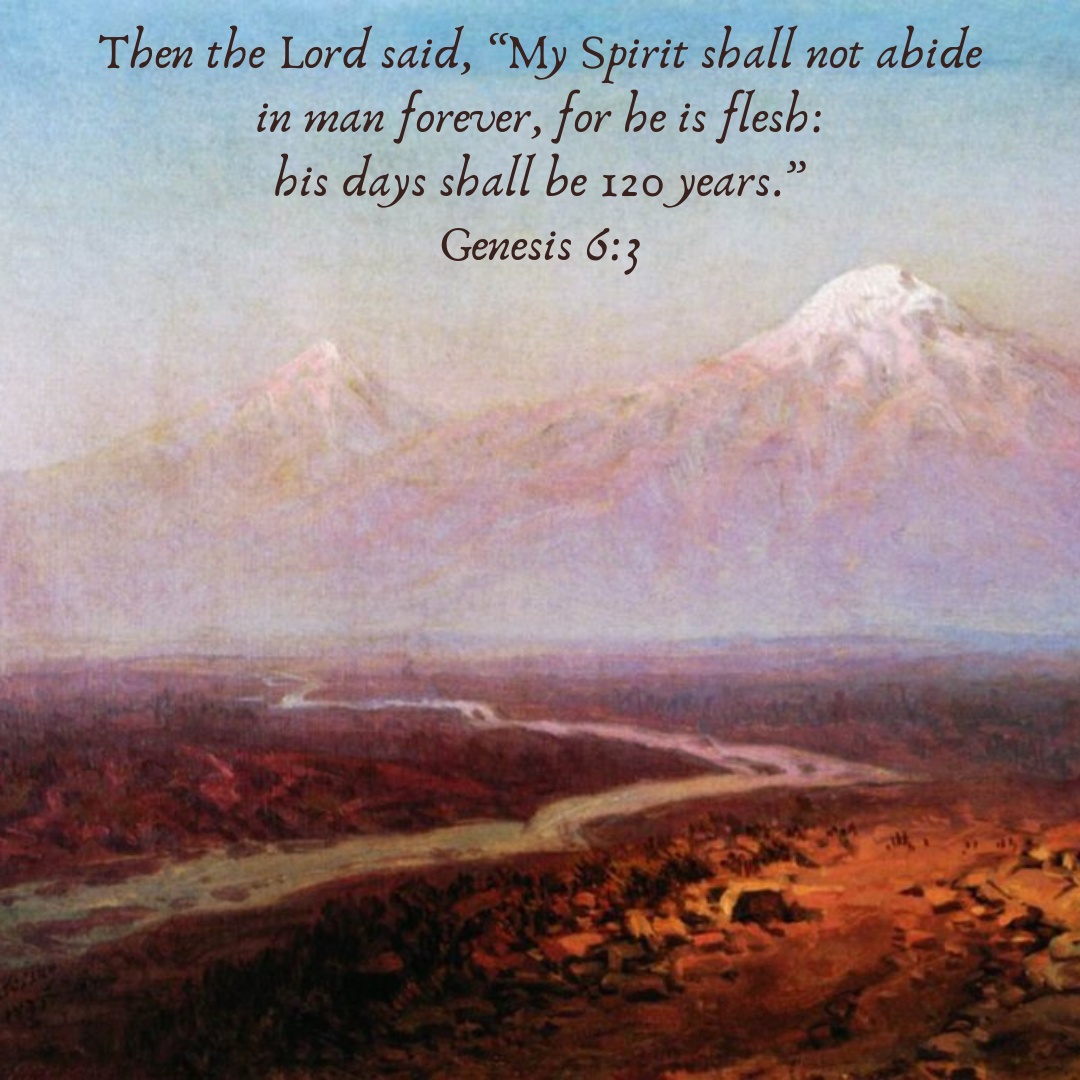 Then the Lord said, “My Spirit shall not abide
in man forever, for he is flesh:
his days shall be 120 years.”
Genesis 6:3